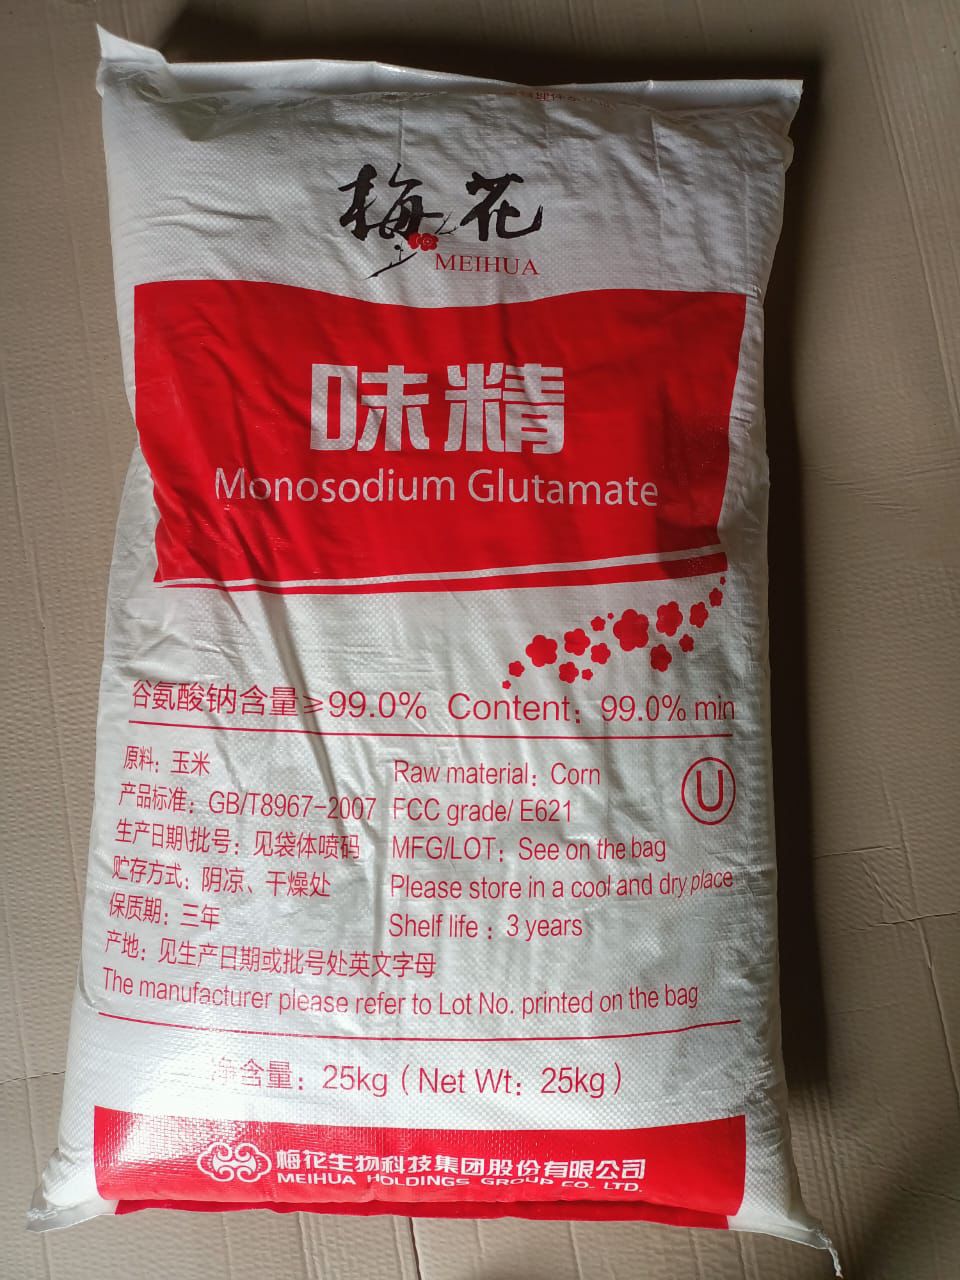 梅花
MEIHUA
味精
Monosodium Glutamate
谷氨酸钠含量≥99.0% Content: 99.0% min
原料: 玉米 Raw material: Corn
产品标准: GB/T8967-2007 FCC grade/ E621
U
生产日期\批号: 见袋体喷码 MFG/LOT: See on the bag
贮存方式: 阴凉、干燥处 Please store in a cool and dry place
保质期: 三年 Shelf life : 3 years
产地: 见生产日期或批号处英文字母
The manufacturer please refer to Lot No. printed on the bag
净含量: 25kg (Net Wt: 25kg)
梅花生物科技集团股份有限公司
MEIHUA HOLDINGS GROUP CO. LTD.